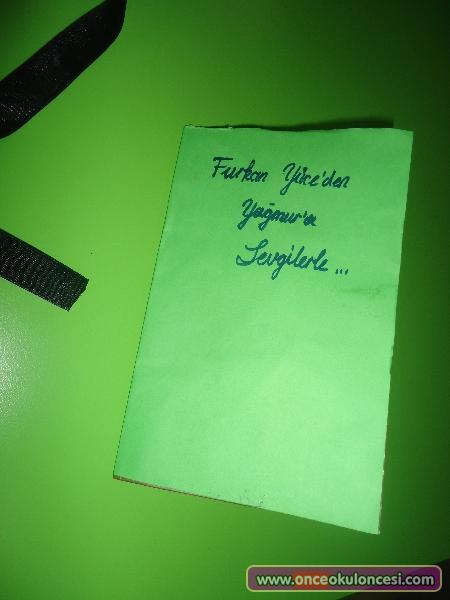 Furkan Yüce'den
Yağmur'a
Sevgilerle...
www.onceokuloncesi.com